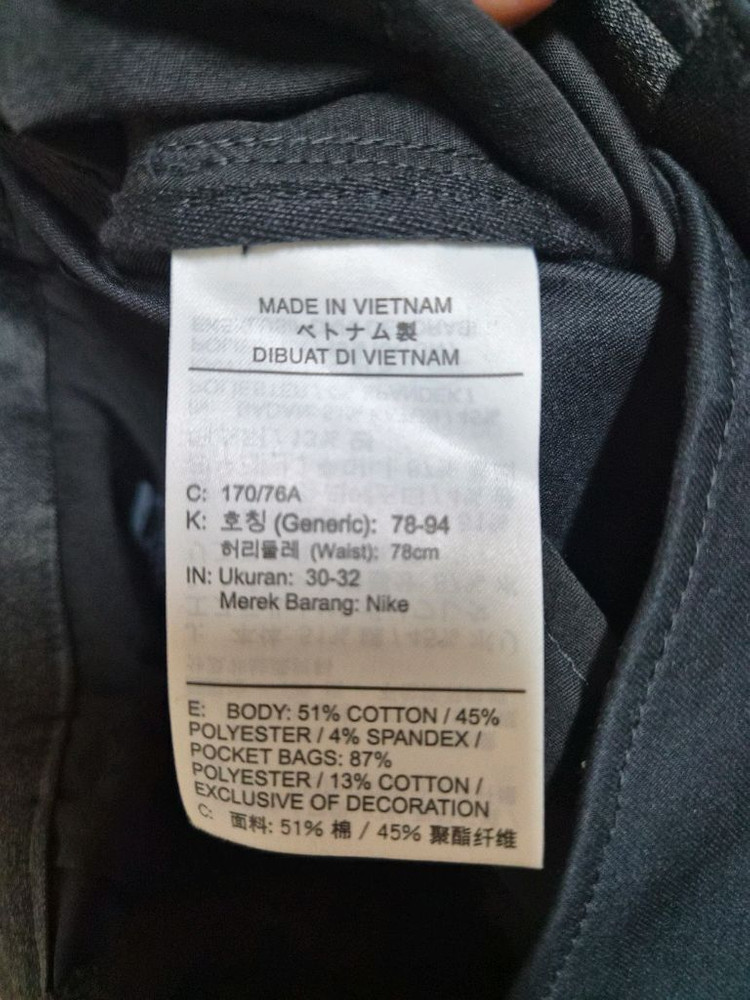 MADE IN VIETNAM
ベトナム製
DIBUAT DI VIETNAM
C: 170/76A
K: 호칭 (Generic): 78-94
허리둘레 (Waist): 78cm
IN: Ukuran: 30-32
Merek Barang: Nike
E: BODY: 51% COTTON / 45%
POLYESTER / 4% SPANDEX /
POCKET BAGS: 87%
POLYESTER / 13% COTTON /
EXCLUSIVE OF DECORATION
C: 面料: 51% 棉 / 45% 聚酯纤维